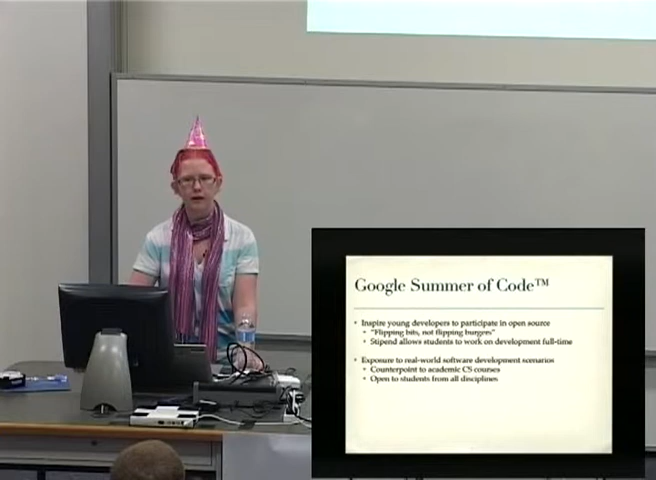 Google Summer of Code™
• Inspire young developers to participate in open source
• "Flipping bits, not flipping burgers"
• Stipend allows students to work on development full-time
• Exposure to real-world software development scenarios
• Counterpoint to academic CS courses
• Open to students from all disciplines